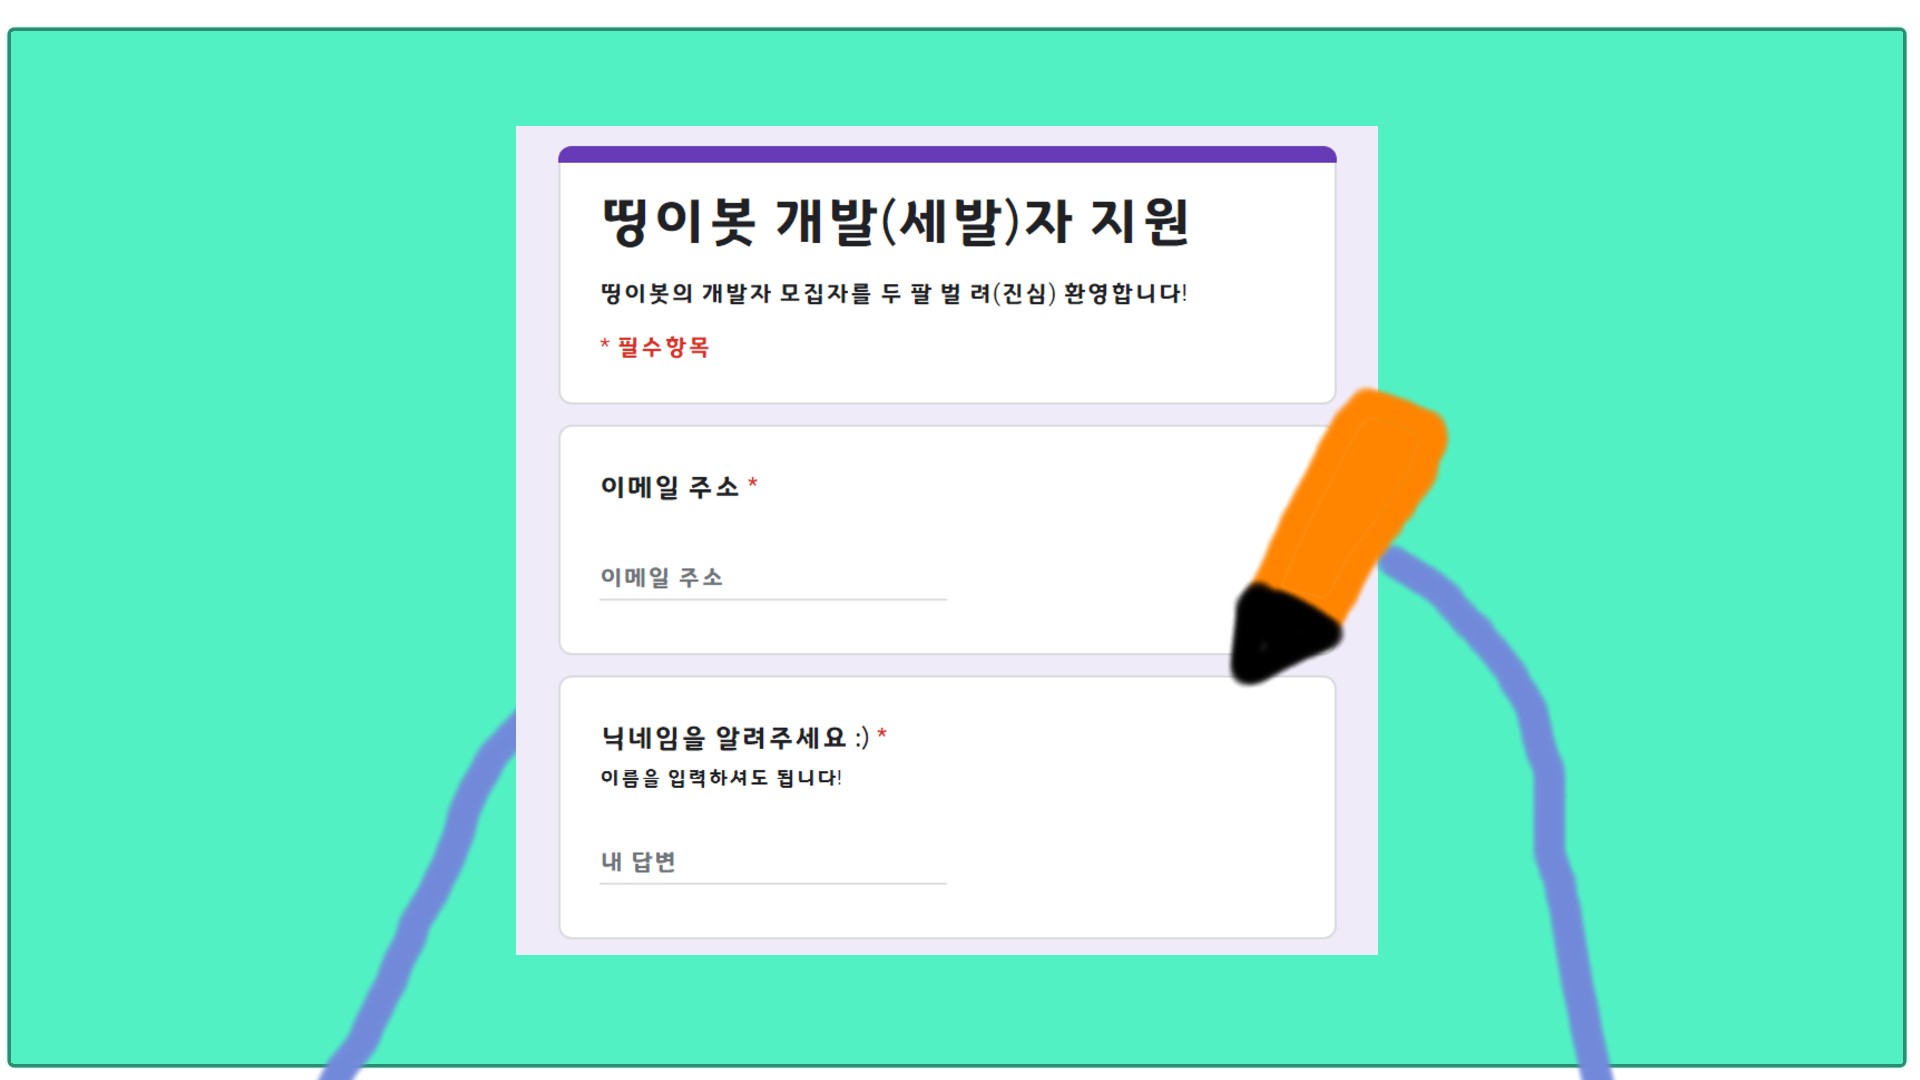 띵이봇 개발(세발)자 지원
띵이봇의 개발자 모집자를 두 팔 벌 려(진심) 환영합니다!
* 필수항목
이메일 주소 *
이메일 주소
닉네임을 알려주세요 :) *
이름을 입력하셔도 됩니다!
내 답변